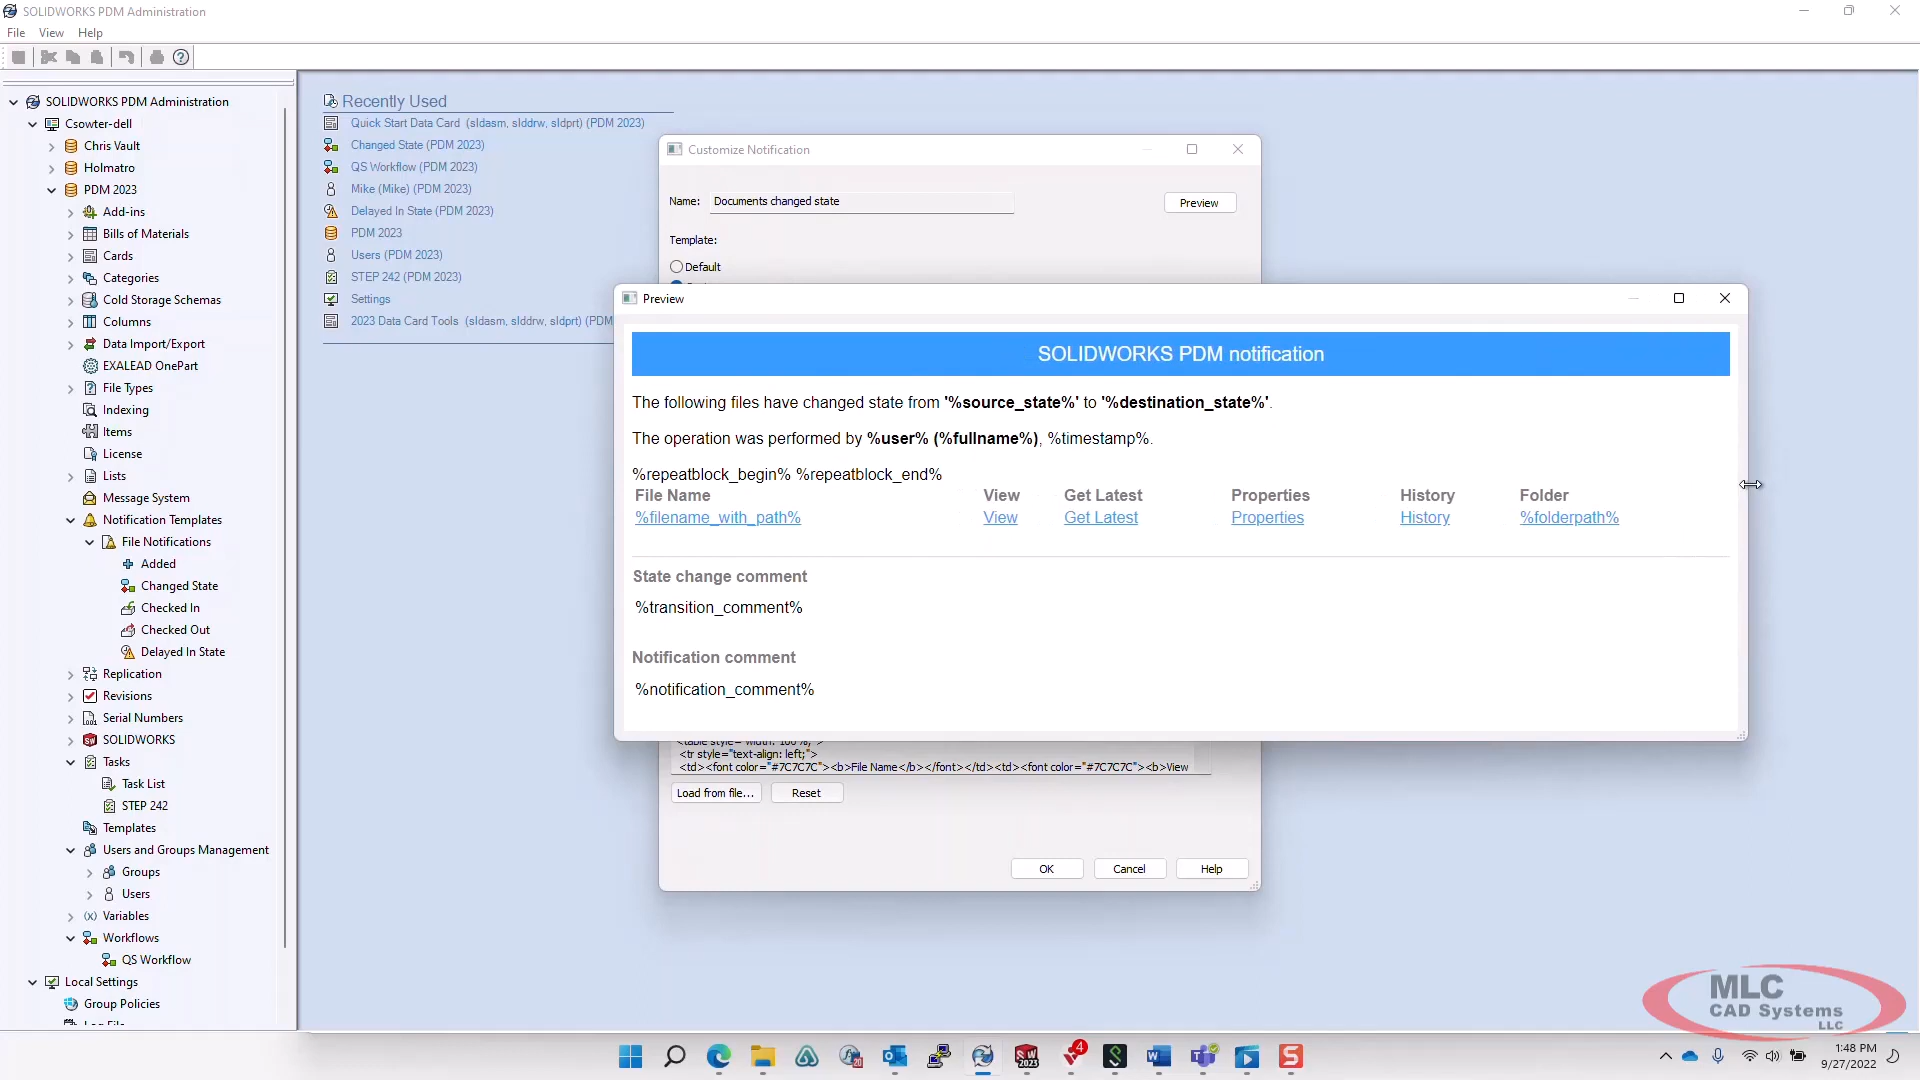 SOLIDWORKS PDM Administration
File View Help
SOLIDWORKS PDM Administration
Csowter-dell
Chris Vault
Holmatro
PDM 2023
Add-ins
Bills of Materials
Cards
Categories
Cold Storage Schemas
Columns
Data Import/Export
EXALEAD OnePart
File Types
Indexing
Items
License
Lists
Message System
Notification Templates
File Notifications
Added
Changed State
Checked In
Checked Out
Delayed In State
Replication
Revisions
Serial Numbers
SOLIDWORKS
Tasks
Task List
STEP 242
Templates
Users and Groups Management
Groups
Users
Variables
Workflows
QS Workflow
Local Settings
Group Policies
Recently Used
Quick Start Data Card (sldasm, slddrw, sldprt) (PDM 2023)
Changed State (PDM 2023)
QS Workflow (PDM 2023)
Mike (Mike) (PDM 2023)
Delayed In State (PDM 2023)
PDM 2023
Users (PDM 2023)
STEP 242 (PDM 2023)
Settings
2023 Data Card Tools (sldasm, slddrw, sldprt) (PDM
Customize Notification
Name: Documents changed state
Preview
Template:
Default
Preview
SOLIDWORKS PDM notification
The following files have changed state from '%source_state%' to '%destination_state%'.
The operation was performed by %user% (%fullname%), %timestamp%.
%repeatblock_begin% %repeatblock_end%
File Name View Get Latest Properties History Folder
%filename_with_path% View Get Latest Properties History %folderpath%
State change comment
%transition_comment%
Notification comment
%notification_comment%
<table style="width: 100%;">
<tr style="text-align: left;">
<td><font color="#7C7C7C"><b>File Name</b></font></td><td><font color="#7C7C7C"><b>View
Load from file... Reset
OK Cancel Help
MLC
CAD Systems
LLC
4
1:48 PM
9/27/2022